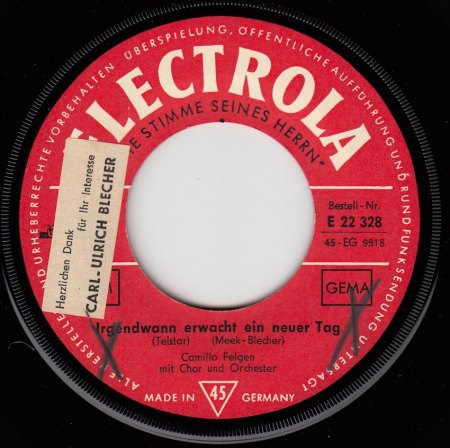 ALLE HERSTELLER- UND URHEBERRECHTE VORBEHALTEN ÜBERSPIELUNG, ÖFFENTLICHE AUFFÜHRUNG U. RUNDFUNKSENDUNG UNTERSAGT
ELECTROLA
STIMME SEINES HERRN"
Herzlichen Dank
für Ihr Interesse
CARL-ULRICH BLECHER
Bestell-Nr.
E 22 328
45-EG 9518
GEMA
Irgendwann erwacht ein neuer Tag
(Telstar) (Meek-Blecher)
Camillo Felgen
mit Chor und Orchester
MADE IN 45 GERMANY